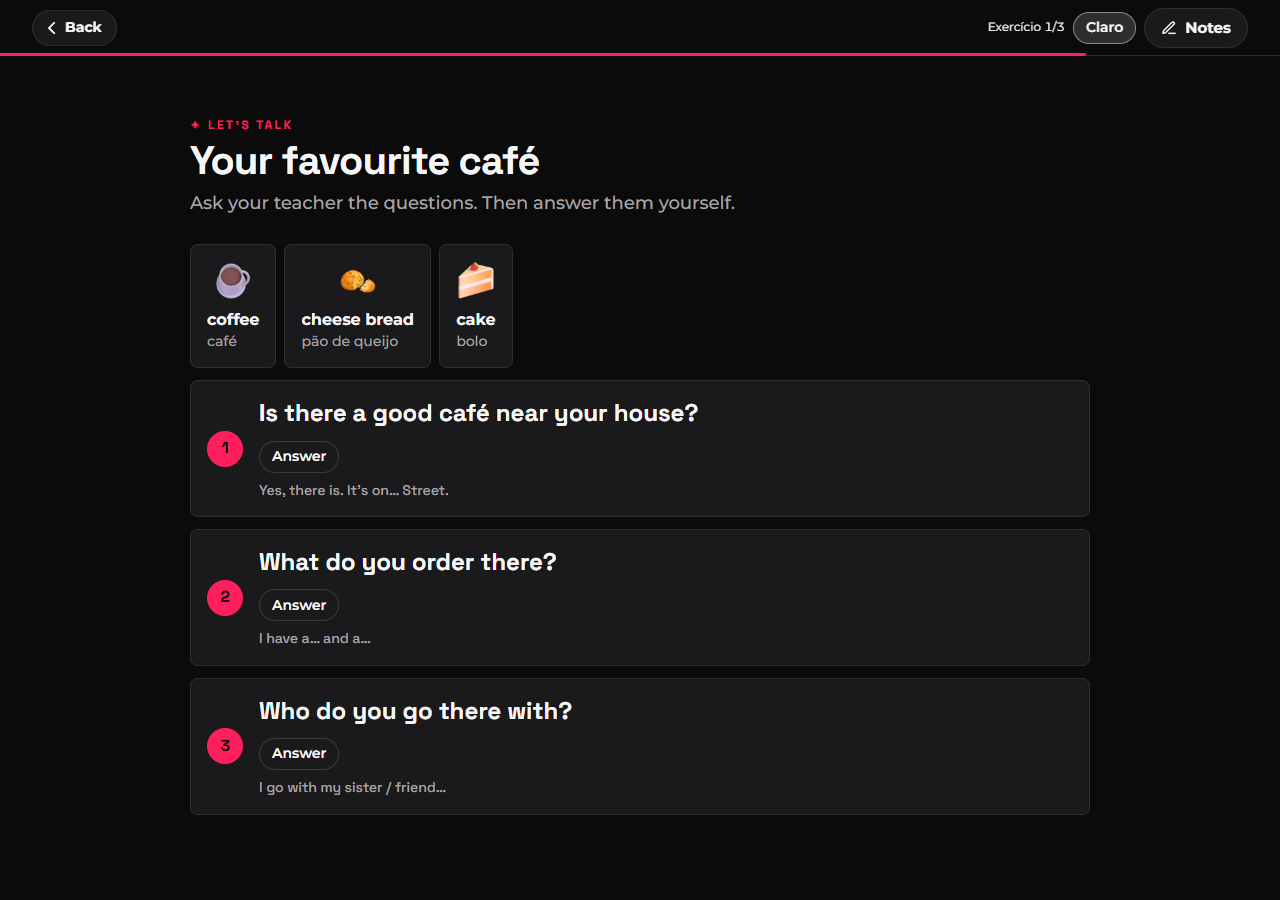 Back
Exercício 1/3
Claro
Notes
✦ LET'S TALK
Your favourite café
Ask your teacher the questions. Then answer them yourself.
coffee
café
cheese bread
pão de queijo
cake
bolo
1
Is there a good café near your house?
Answer
Yes, there is. It's on... Street.
2
What do you order there?
Answer
I have a... and a...
3
Who do you go there with?
Answer
I go with my sister / friend...